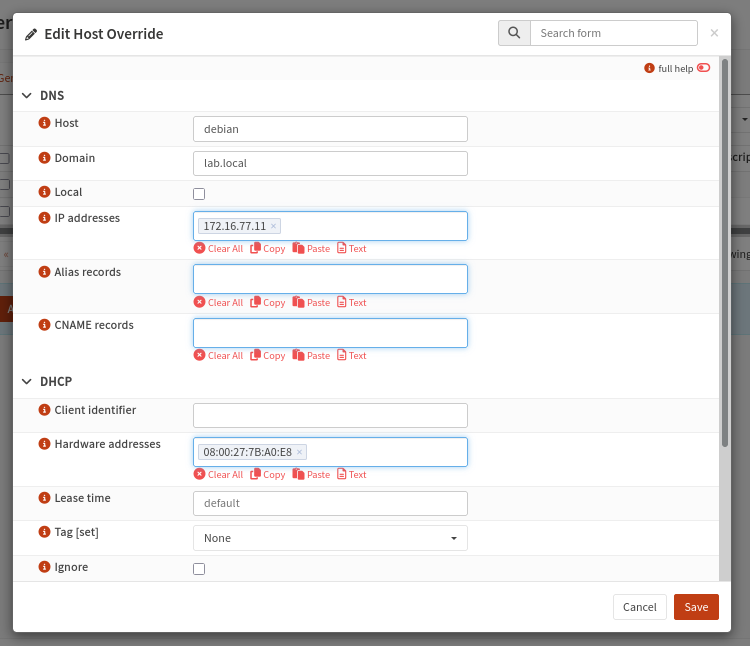 Edit Host Override
Search form
×
full help
DNS
Host
debian
Domain
lab.local
Local
IP addresses
172.16.77.11 ×
Clear All Copy Paste Text
Alias records
Clear All Copy Paste Text
CNAME records
Clear All Copy Paste Text
DHCP
Client identifier
Hardware addresses
08:00:27:7B:A0:E8 ×
Clear All Copy Paste Text
Lease time
default
Tag [set]
None
Ignore
Cancel
Save